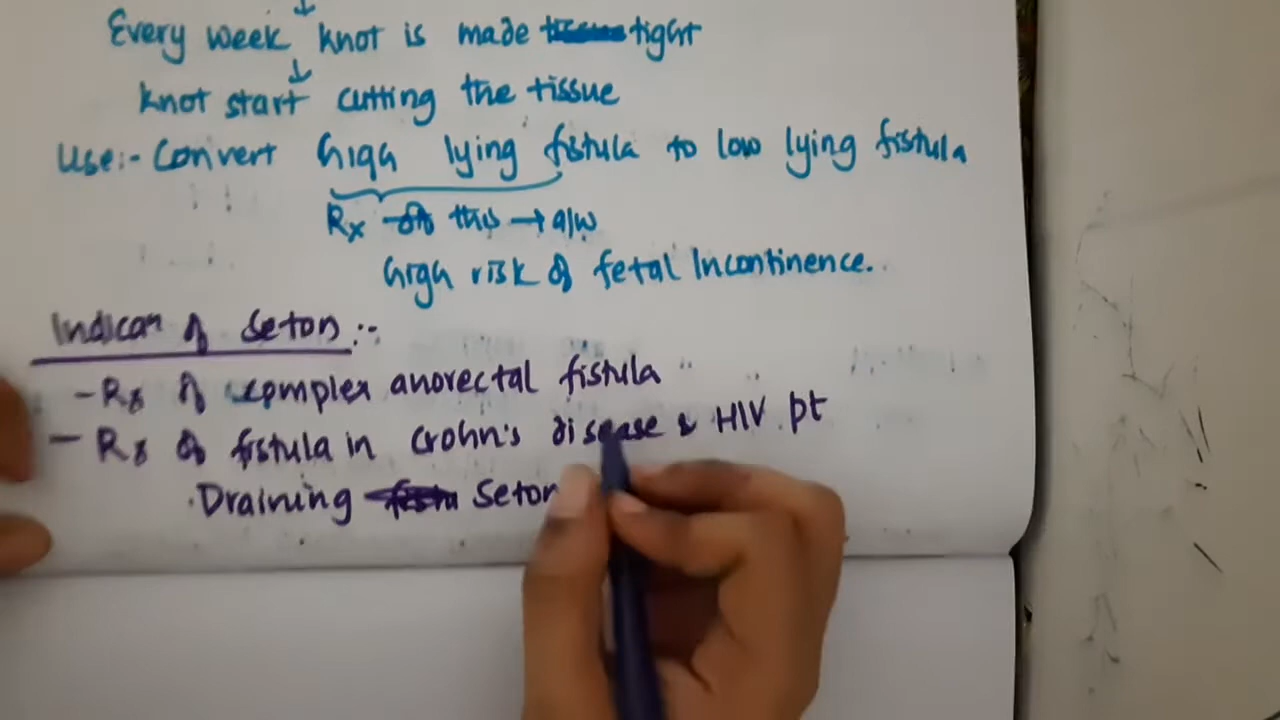 Every week knot is made tight
knot start cutting the tissue
Use:- Convert high lying fistula to low lying fistula
Rx of this → a/w
high risk of fetal Incontinence.
Indican of Seton :-
- Rx of complex anorectal fistula
- Rx of fistula in Crohn's disease & HIV pt
Draining Seton